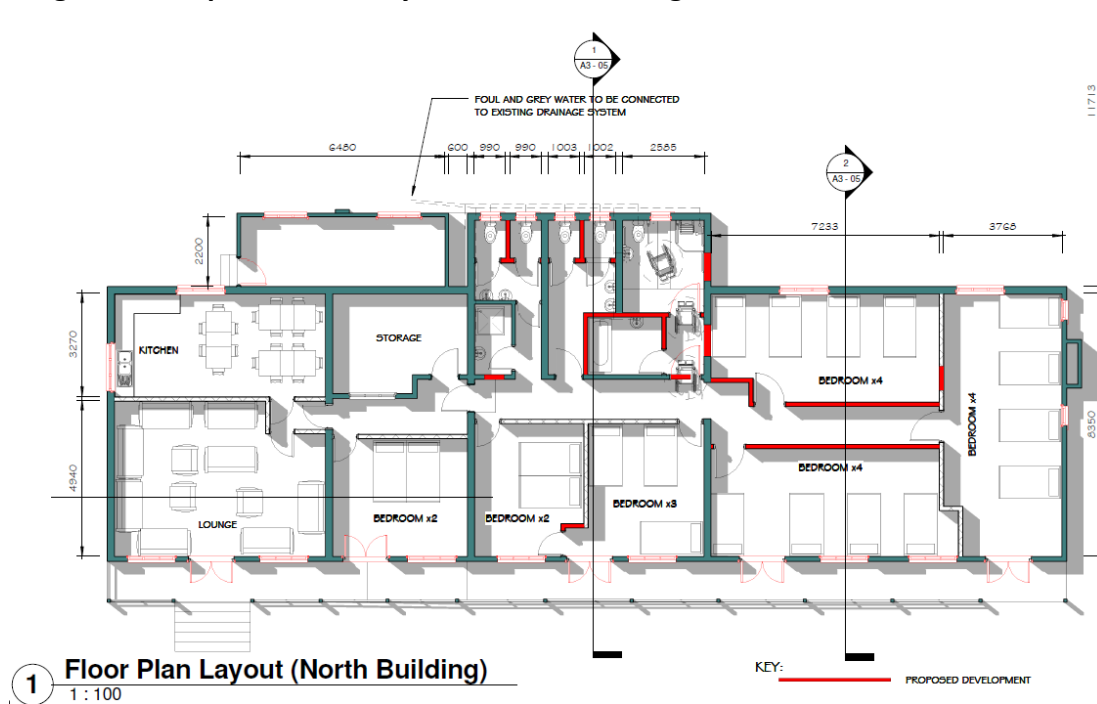 1
A3 - 05
FOUL AND GREY WATER TO BE CONNECTED
TO EXISTING DRAINAGE SYSTEM
11713
6480
600
990
990
1003
1002
2585
2
A3 - 05
2200
7233
3768
3270
KITCHEN
STORAGE
BEDROOM x4
BEDROOM x4
8350
4940
LOUNGE
BEDROOM x2
BEDROOM x2
BEDROOM x3
BEDROOM x4
1
Floor Plan Layout (North Building)
1 : 100
KEY:
PROPOSED DEVELOPMENT